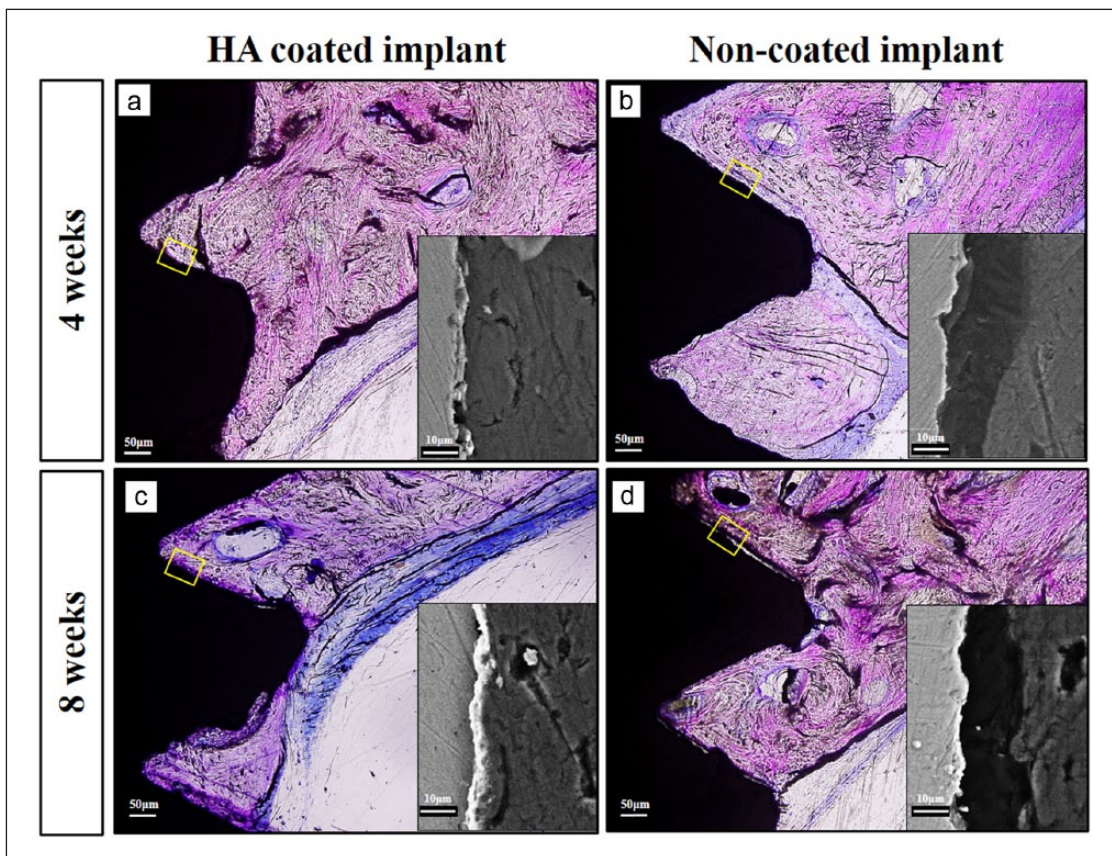 HA coated implant
Non-coated implant
4 weeks
a
50μm
10μm
b
50μm
10μm
8 weeks
c
50μm
10μm
d
50μm
10μm